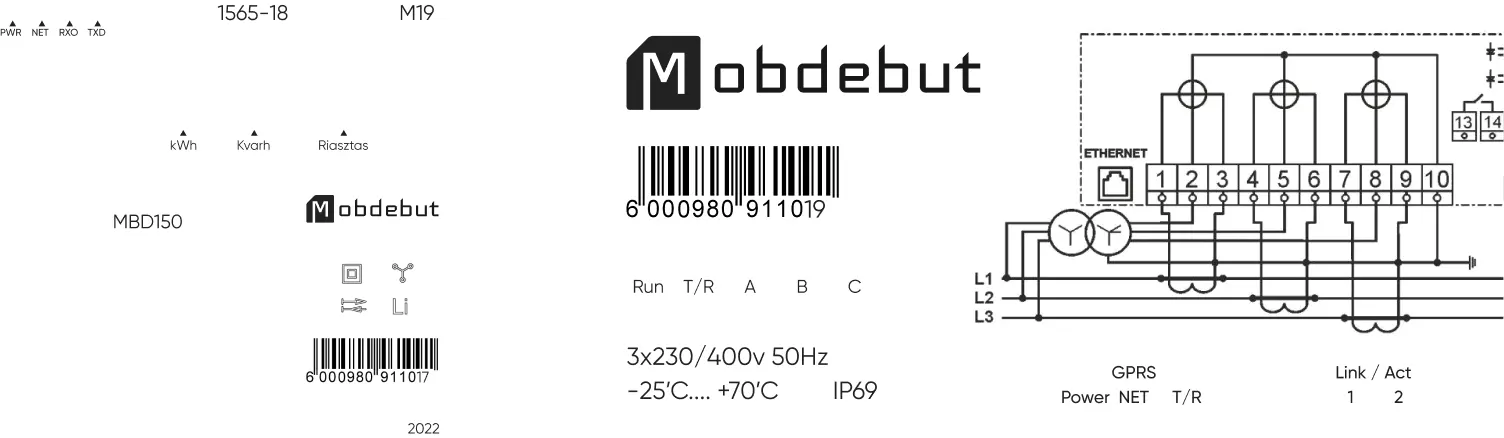 1565-18 M19
PWR NET RXO TXD
kWh Kvarh Riasztas
MBD150
Mobdebut
Li
6 000980 911017
2022
Mobdebut
6 000980 911019
Run T/R A B C
3x230/400v 50Hz
-25'C.... +70'C IP69
13 14
ETHERNET
1 2 3 4 5 6 7 8 9 10
L1
L2
L3
GPRS Link / Act
Power NET T/R 1 2